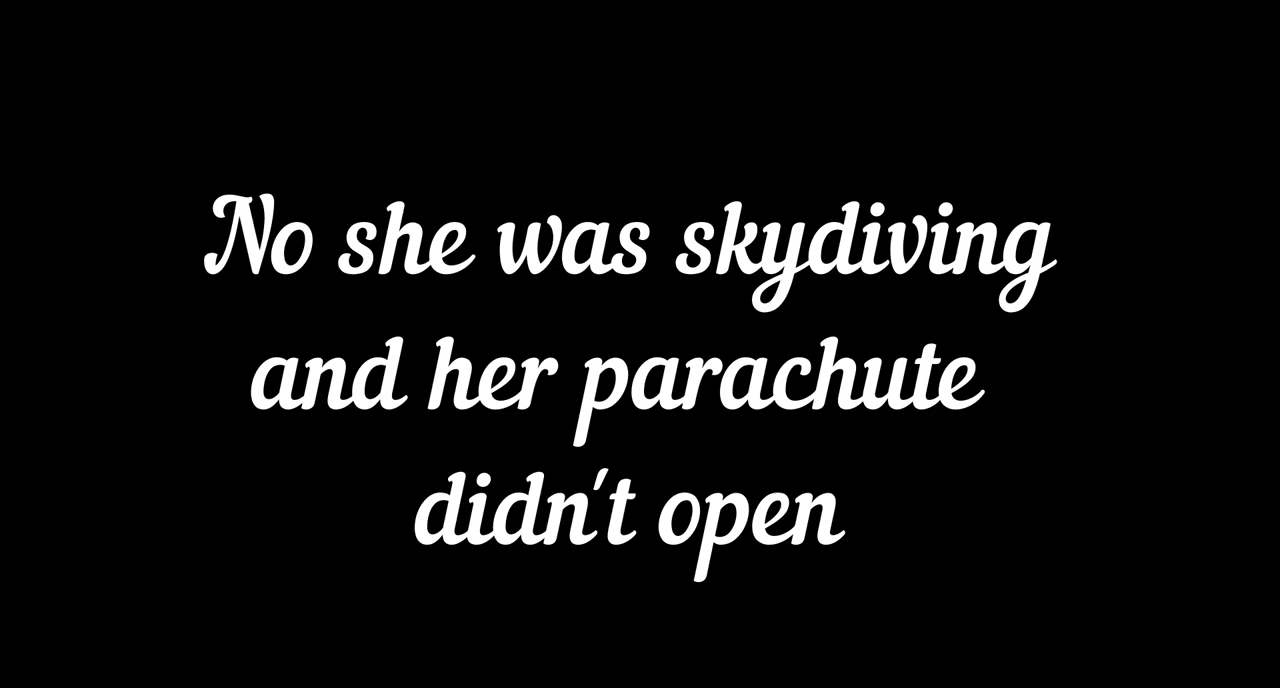 No she was skydiving
and her parachute
didn't open